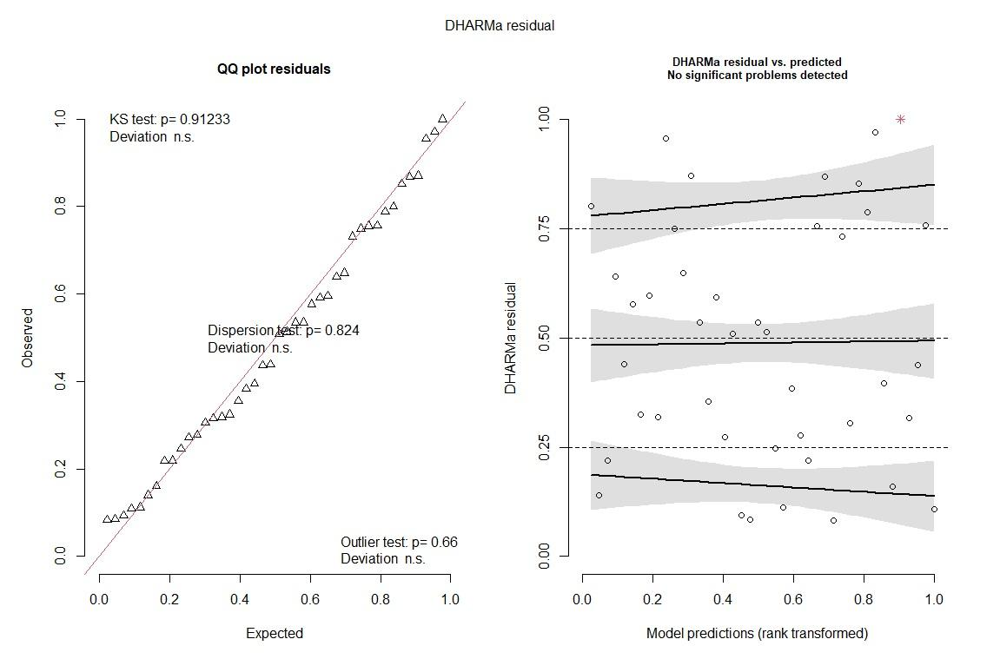 DHARMa residual
QQ plot residuals
KS test: p= 0.91233
Deviation n.s.
Dispersion test: p= 0.824
Deviation n.s.
Outlier test: p= 0.66
Deviation n.s.
Observed
0.0
0.2
0.4
0.6
0.8
1.0
0.0 0.2 0.4 0.6 0.8 1.0
Expected
DHARMa residual vs. predicted
No significant problems detected
DHARMa residual
0.00
0.25
0.50
0.75
1.00
0.0 0.2 0.4 0.6 0.8 1.0
Model predictions (rank transformed)